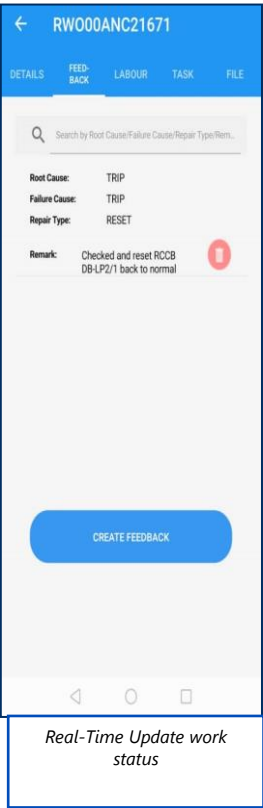 RWO00ANC21671
DETAILS FEED-BACK LABOUR TASK FILE
Search by Root Cause/Failure Cause/Repair Type/Rem..
Root Cause: TRIP
Failure Cause: TRIP
Repair Type: RESET
Remark: Checked and reset RCCB
DB-LP2/1 back to normal
CREATE FEEDBACK
Real-Time Update work
status